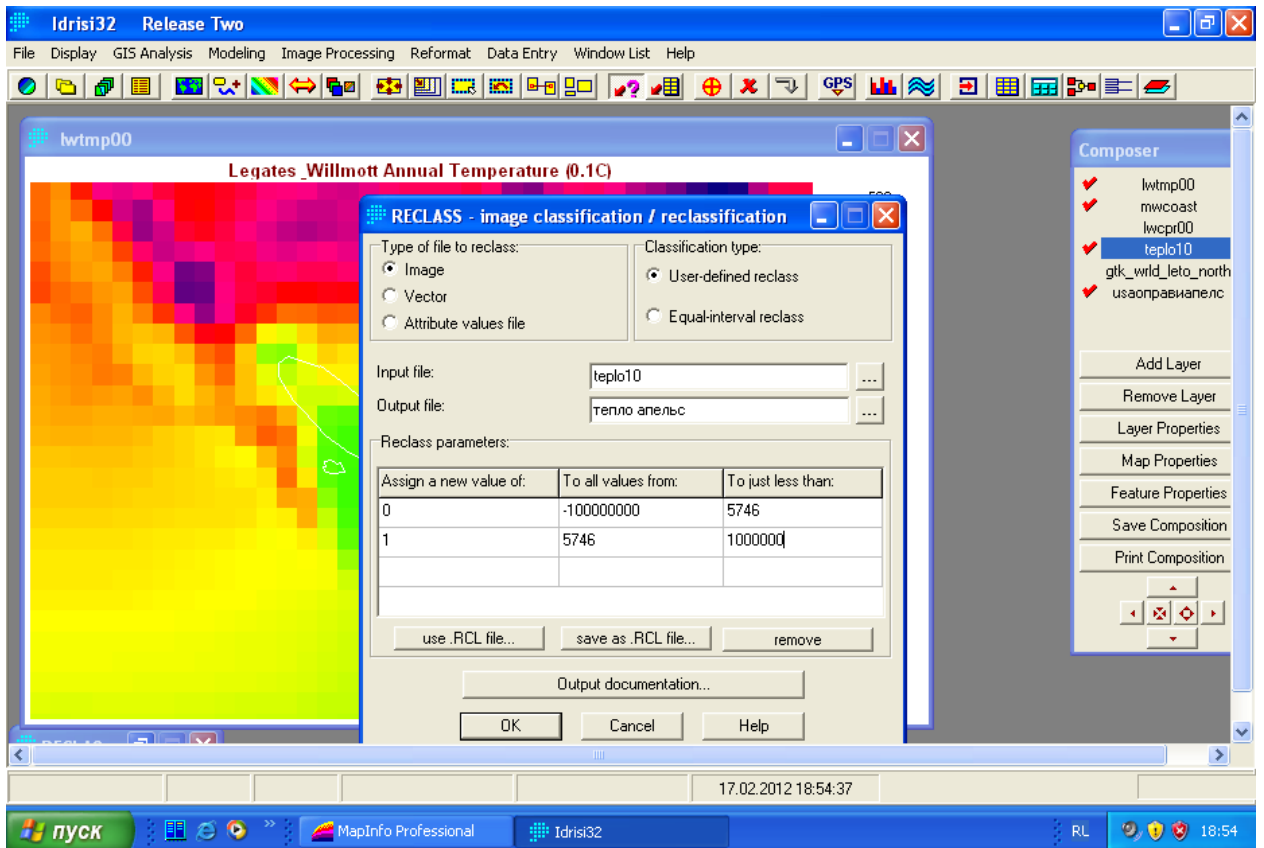 Idrisi32 Release Two
File Display GIS Analysis Modeling Image Processing Reformat Data Entry Window List Help
GPS
lwtmp00
Legates _Willmott Annual Temperature (0.1C)
RECLASS - image classification / reclassification
Type of file to reclass:
Image
Vector
Attribute values file
Classification type:
User-defined reclass
Equal-interval reclass
Input file:
teplo10
...
Output file:
тепло апельс
...
Reclass parameters:
Assign a new value of: To all values from: To just less than:
0 -100000000 5746
1 5746 1000000
use .RCL file... save as .RCL file... remove
Output documentation...
OK Cancel Help
Composer
lwtmp00
mwcoast
lwcpr00
teplo10
gtk_wrld_leto_north
usaоправиапелс
Add Layer
Remove Layer
Layer Properties
Map Properties
Feature Properties
Save Composition
Print Composition
17.02.2012 18:54:37
пуск
»
MapInfo Professional
Idrisi32
RL
18:54